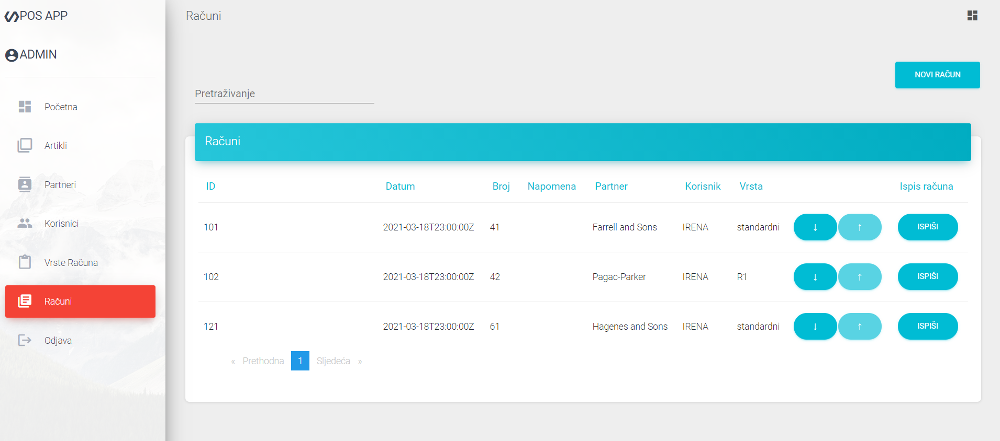 POS APP
ADMIN
Početna
Artikli
Partneri
Korisnici
Vrste Računa
Računi
Odjava
Računi
NOVI RAČUN
Pretraživanje
Računi
ID Datum Broj Napomena Partner Korisnik Vrsta Ispis računa
101 2021-03-18T23:00:00Z 41 Farrell and Sons IRENA standardni ↓ ↑ ISPIŠI
102 2021-03-18T23:00:00Z 42 Pagac-Parker IRENA R1 ↓ ↑ ISPIŠI
121 2021-03-18T23:00:00Z 61 Hagenes and Sons IRENA standardni ↓ ↑ ISPIŠI
« Prethodna 1 Sljedeća »